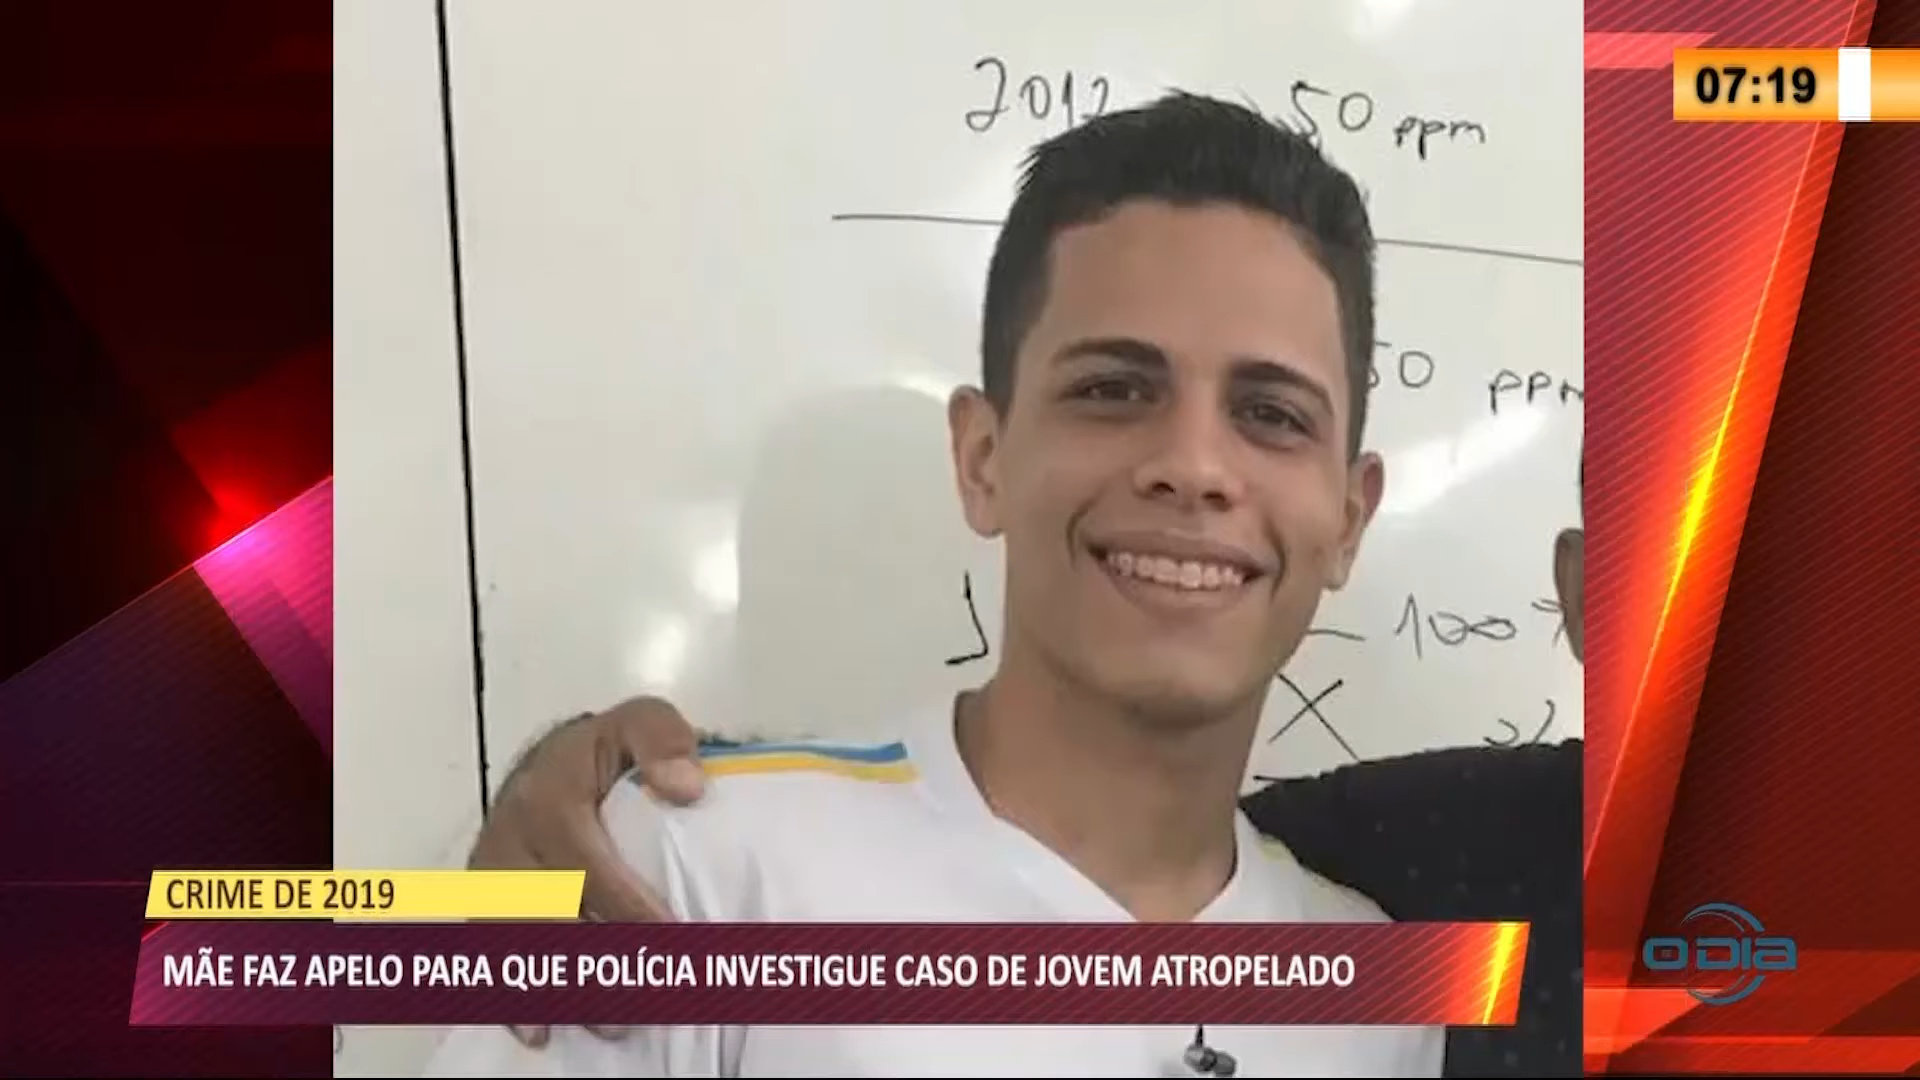 2012 50 ppm
07:19
50 ppm
100
X
CRIME DE 2019
MÃE FAZ APELO PARA QUE POLÍCIA INVESTIGUE CASO DE JOVEM ATROPELADO
O DIA